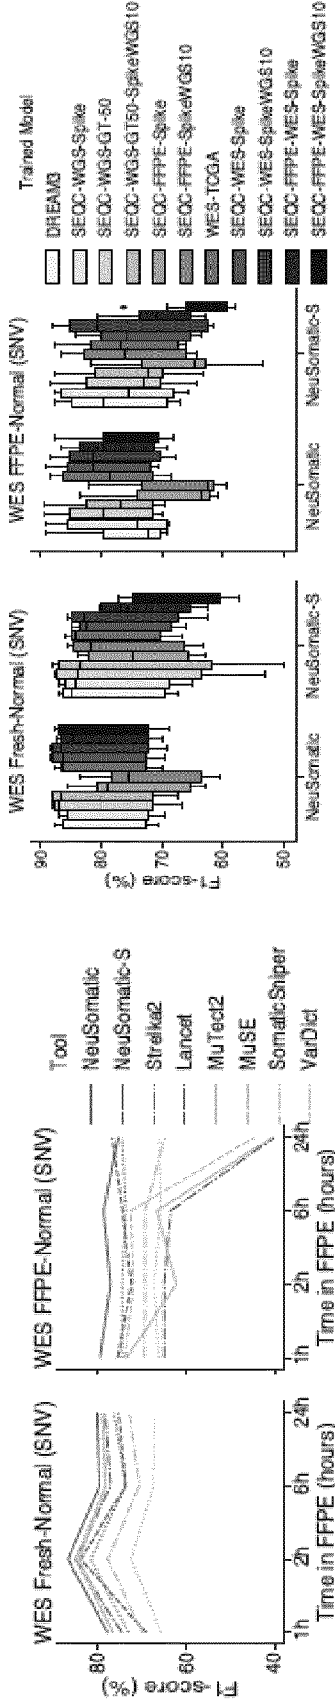 WES Fresh-Normal (SNV)
WES FFPE-Normal (SNV)
F1-score (%)
80
60
40
1h
2h
6h
24h
Time in FFPE (hours)
1h
2h
6h
24h
Time in FFPE (hours)
Tool
NeuSomatic
NeuSomatic-S
Strelka2
Lancet
MuTect2
MuSE
SomaticSniper
VarDict
WES Fresh-Normal (SNV)
WES FFPE-Normal (SNV)
F1-score (%)
90
80
70
60
50
NeuSomatic
NeuSomatic-S
NeuSomatic
NeuSomatic-S
Trained Model
DREAM3
SEQC-WGS-Spike
SEQC-WGS-GT-50
SEQC-WGS-GT50-SpikeWGS10
SEQC-FFPE-Spike
SEQC-FFPE-SpikeWGS10
WES-TCGA
SEQC-WES-Spike
SEQC-WES-SpikeWGS10
SEQC-FFPE-WES-Spike
SEQC-FFPE-WES-SpikeWGS10